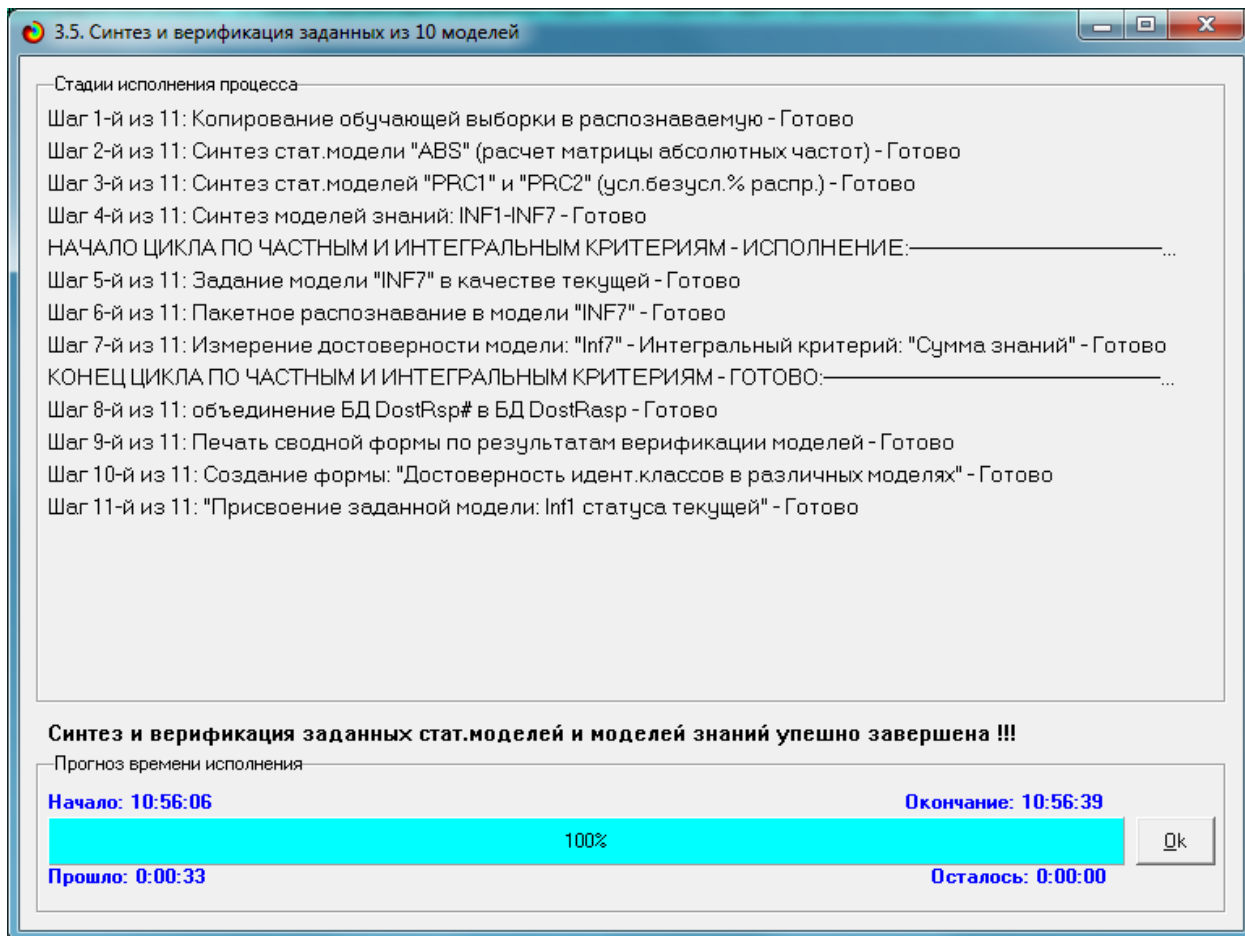 3.5. Синтез и верификация заданных из 10 моделей
Стадии исполнения процесса
Шаг 1-й из 11: Копирование обучающей выборки в распознаваемую - Готово
Шаг 2-й из 11: Синтез стат.модели "ABS" (расчет матрицы абсолютных частот) - Готово
Шаг 3-й из 11: Синтез стат.моделей "PRC1" и "PRC2" (усл.безусл.% распр.) - Готово
Шаг 4-й из 11: Синтез моделей знаний: INF1-INF7 - Готово
НАЧАЛО ЦИКЛА ПО ЧАСТНЫМ И ИНТЕГРАЛЬНЫМ КРИТЕРИЯМ - ИСПОЛНЕНИЕ:────────────────...
Шаг 5-й из 11: Задание модели "INF7" в качестве текущей - Готово
Шаг 6-й из 11: Пакетное распознавание в модели "INF7" - Готово
Шаг 7-й из 11: Измерение достоверности модели: "Inf7" - Интегральный критерий: "Сумма знаний" - Готово
КОНЕЦ ЦИКЛА ПО ЧАСТНЫМ И ИНТЕГРАЛЬНЫМ КРИТЕРИЯМ - ГОТОВО:────────────────────...
Шаг 8-й из 11: объединение БД DostRsp# в БД DostRasp - Готово
Шаг 9-й из 11: Печать сводной формы по результатам верификации моделей - Готово
Шаг 10-й из 11: Создание формы: "Достоверность идент.классов в различных моделях" - Готово
Шаг 11-й из 11: "Присвоение заданной модели: Inf1 статуса текущей" - Готово
Синтез и верификация заданных стат.моделей и моделей знаний упешно завершена !!!
Прогноз времени исполнения
Начало: 10:56:06 Окончание: 10:56:39
100%
Ok
Прошло: 0:00:33 Осталось: 0:00:00